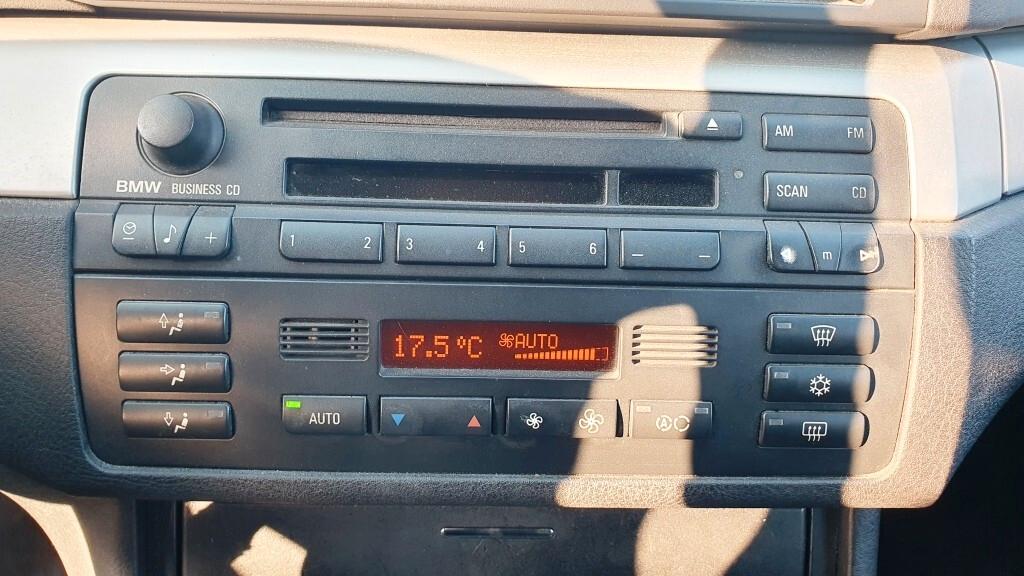 AM FM
BMW BUSINESS CD
SCAN CD
+ 1 2 3 4 5 6 — — m
17.5°C AUTO
AUTO
A